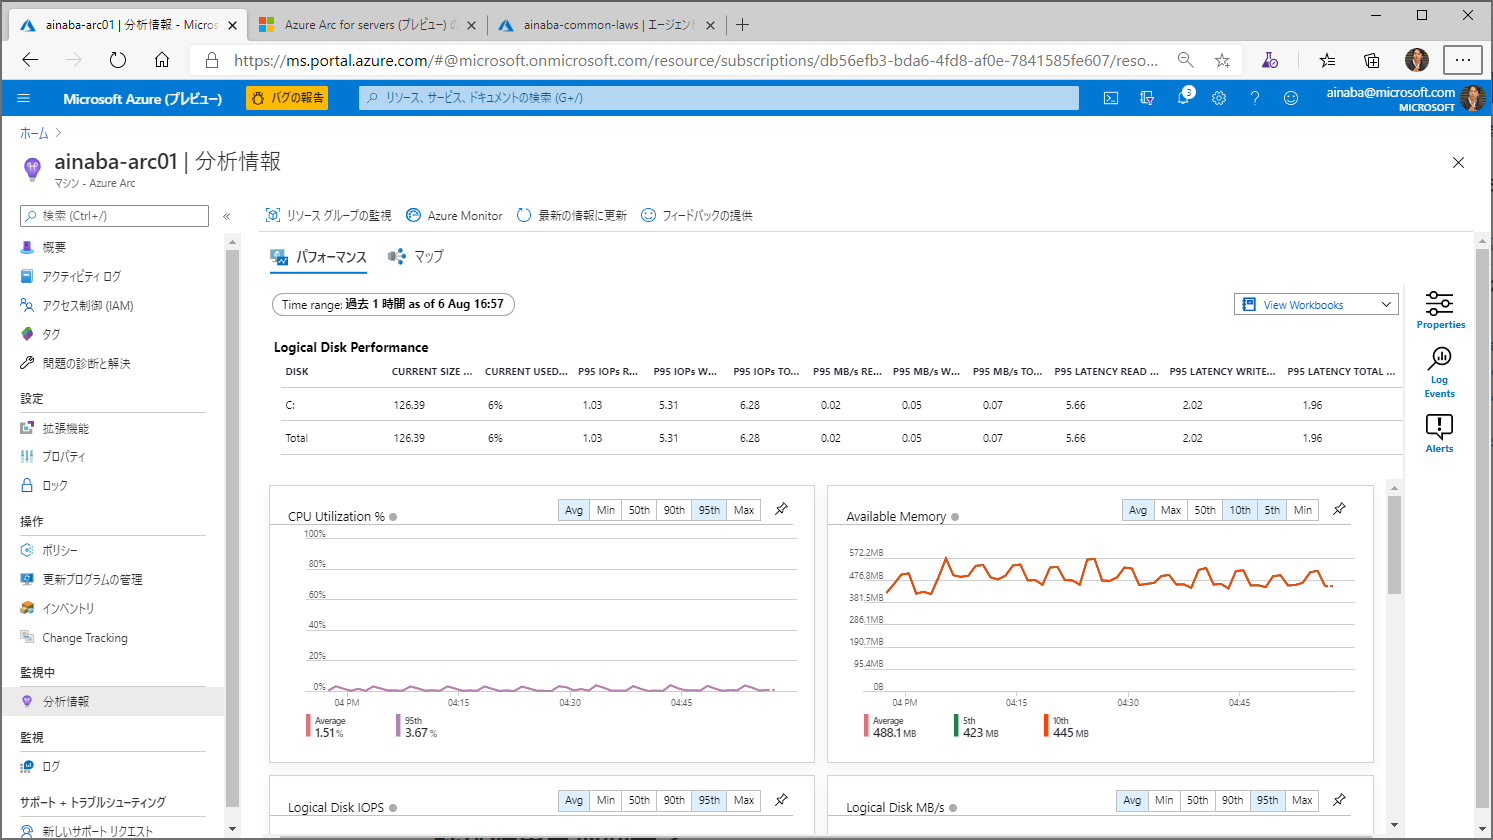 ainaba-arc01 | 分析情報 - Micros
Azure Arc for servers (プレビュー) の
ainaba-common-laws | エージェント
https://ms.portal.azure.com/#@microsoft.onmicrosoft.com/resource/subscriptions/db56efb3-bda6-4fd8-af0e-7841585fe607/reso...
Microsoft Azure (プレビュー)
バグの報告
リソース、サービス、ドキュメントの検索 (G+/)
3
ainaba@microsoft.com
MICROSOFT
ホーム
ainaba-arc01 | 分析情報
マシン - Azure Arc
検索 (Ctrl+/)
概要
アクティビティ ログ
アクセス制御 (IAM)
タグ
問題の診断と解決
設定
拡張機能
プロパティ
ロック
操作
ポリシー
更新プログラムの管理
インベントリ
Change Tracking
監視中
分析情報
監視
ログ
サポート + トラブルシューティング
新しいサポート リクエスト
リソース グループの監視
Azure Monitor
最新の情報に更新
フィードバックの提供
パフォーマンス
マップ
Time range: 過去 1 時間 as of 6 Aug 16:57
View Workbooks
Properties
Log
Events
Alerts
Logical Disk Performance
DISK CURRENT SIZE ... CURRENT USED... P95 IOPs R... P95 IOPs W... P95 IOPs TO... P95 MB/s RE... P95 MB/s W... P95 MB/s TO... P95 LATENCY READ ... P95 LATENCY WRITE... P95 LATENCY TOTAL ...
C: 126.39 6% 1.03 5.31 6.28 0.02 0.05 0.07 5.66 2.02 1.96
Total 126.39 6% 1.03 5.31 6.28 0.02 0.05 0.07 5.66 2.02 1.96
CPU Utilization %
Avg Min 50th 90th 95th Max
100%
80%
60%
40%
20%
0%
04 PM 04:15 04:30 04:45
Average
1.51%
95th
3.67 %
Available Memory
Avg Max 50th 10th 5th Min
572.2MB
476.8MB
381.5MB
286.1MB
190.7MB
95.4MB
0B
04 PM 04:15 04:30 04:45
Average
488.1 MB
5th
423 MB
10th
445 MB
Logical Disk IOPS
Avg Min 50th 90th 95th Max
Logical Disk MB/s
Avg Min 50th 90th 95th Max